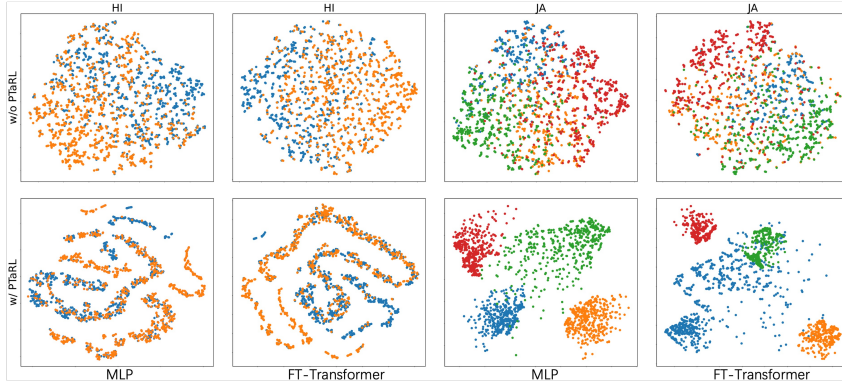 HI
HI
JA
JA
w/o PTaRL
w/ PTaRL
MLP
FT-Transformer
MLP
FT-Transformer